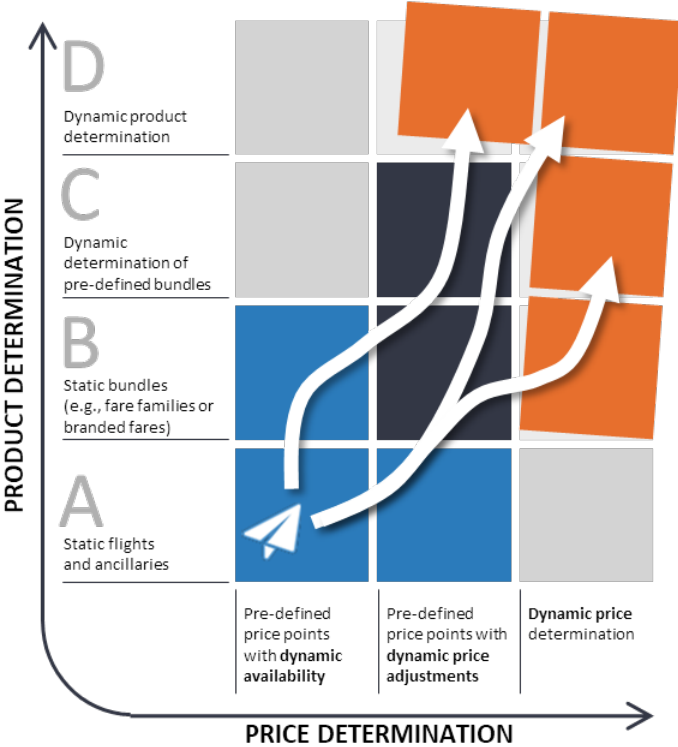 PRODUCT DETERMINATION
D
Dynamic product
determination
C
Dynamic
determination of
pre-defined bundles
B
Static bundles
(e.g., fare families or
branded fares)
A
Static flights
and ancillaries
Pre-defined
price points
with dynamic
availability
Pre-defined
price points with
dynamic price
adjustments
Dynamic price
determination
PRICE DETERMINATION